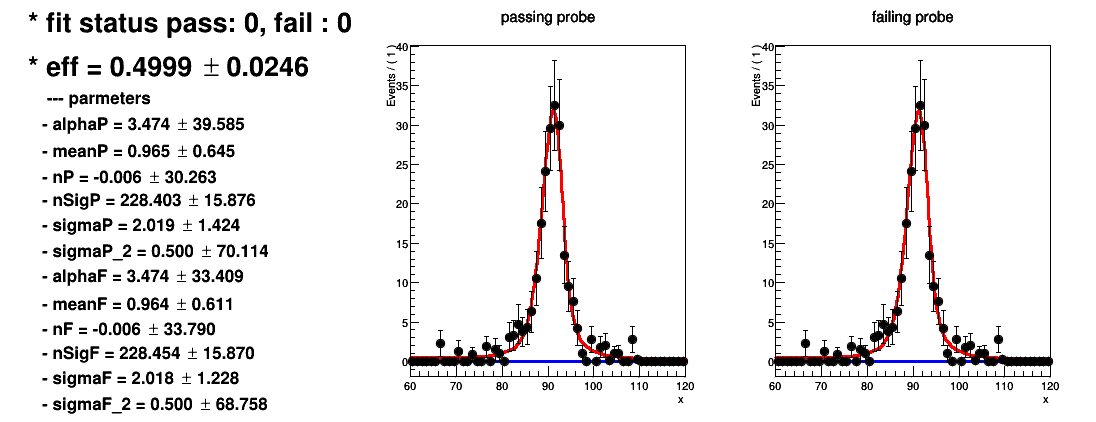 * fit status pass: 0, fail : 0
* eff = 0.4999 ± 0.0246
--- parmeters
- alphaP = 3.474 ± 39.585
- meanP = 0.965 ± 0.645
- nP = -0.006 ± 30.263
- nSigP = 228.403 ± 15.876
- sigmaP = 2.019 ± 1.424
- sigmaP_2 = 0.500 ± 70.114
- alphaF = 3.474 ± 33.409
- meanF = 0.964 ± 0.611
- nF = -0.006 ± 33.790
- nSigF = 228.454 ± 15.870
- sigmaF = 2.018 ± 1.228
- sigmaF_2 = 0.500 ± 68.758
passing probe
Events / ( 1 )
40
35
30
25
20
15
10
5
0
60 70 80 90 100 110 120
x
failing probe
Events / ( 1 )
40
35
30
25
20
15
10
5
0
60 70 80 90 100 110 120
x